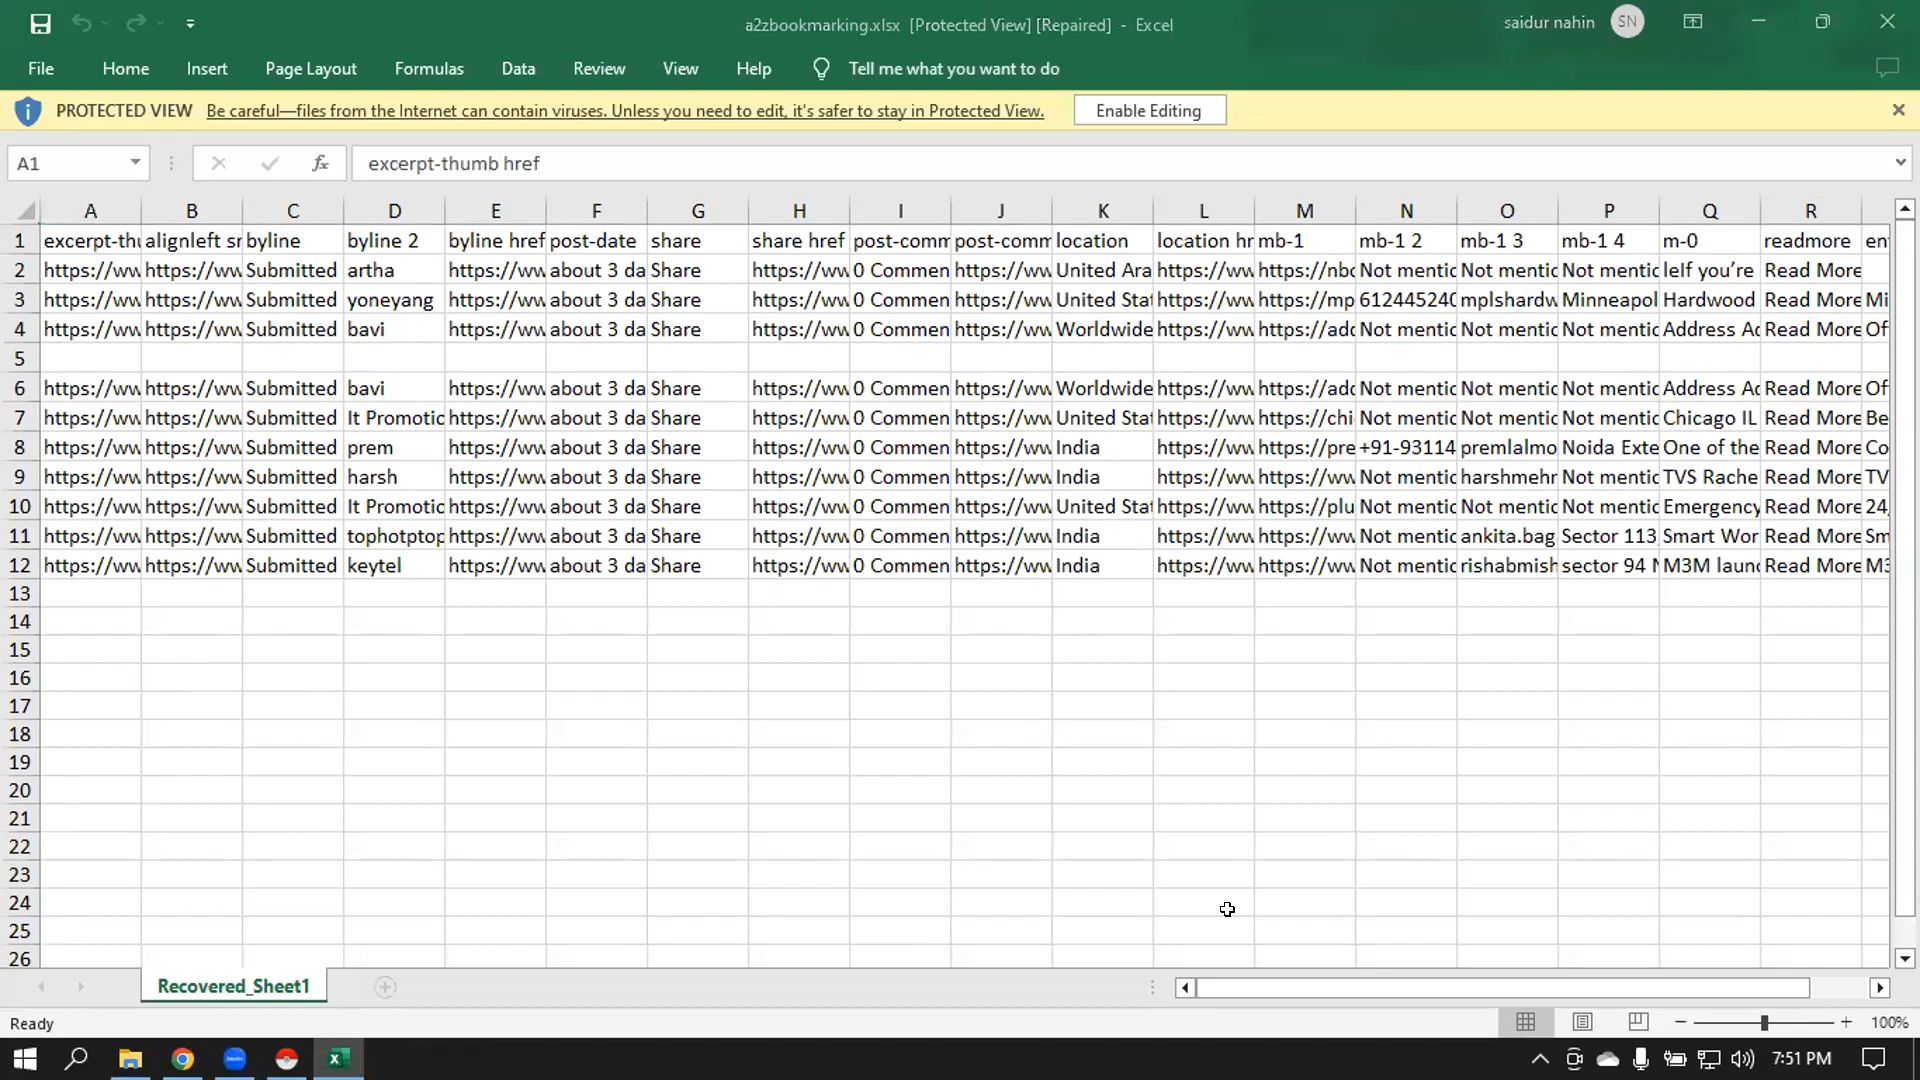 a2zbookmarking.xlsx [Protected View] [Repaired] - Excel
saidur nahin SN
File Home Insert Page Layout Formulas Data Review View Help Tell me what you want to do
PROTECTED VIEW Be careful—files from the Internet can contain viruses. Unless you need to edit, it's safer to stay in Protected View. Enable Editing
A1 fx excerpt-thumb href
A B C D E F G H I J K L M N O P Q R
1 excerpt-thu alignleft sr byline byline 2 byline href post-date share share href post-comm post-comm location location hr mb-1 mb-1 2 mb-1 3 mb-1 4 m-0 readmore en
2 https://ww https://ww Submitted artha https://ww about 3 da Share https://ww 0 Commen https://ww United Ara https://ww https://nbc Not mentic Not mentic Not mentic leIf you’re Read More
3 https://ww https://ww Submitted yoneyang https://ww about 3 da Share https://ww 0 Commen https://ww United Stat https://ww https://mp 612445240 mplshardw Minneapol Hardwood Read More Mi
4 https://ww https://ww Submitted bavi https://ww about 3 da Share https://ww 0 Commen https://ww Worldwide https://ww https://add Not mentic Not mentic Not mentic Address Ad Read More Of
5
6 https://ww https://ww Submitted bavi https://ww about 3 da Share https://ww 0 Commen https://ww Worldwide https://ww https://add Not mentic Not mentic Not mentic Address Ad Read More Of
7 https://ww https://ww Submitted It Promotic https://ww about 3 da Share https://ww 0 Commen https://ww United Stat https://ww https://chi Not mentic Not mentic Not mentic Chicago IL Read More Be
8 https://ww https://ww Submitted prem https://ww about 3 da Share https://ww 0 Commen https://ww India https://ww https://pre +91-93114 premlalmo Noida Exte One of the Read More Co
9 https://ww https://ww Submitted harsh https://ww about 3 da Share https://ww 0 Commen https://ww India https://ww https://ww Not mentic harshmehr Not mentic TVS Rache Read More TV
10 https://ww https://ww Submitted It Promotic https://ww about 3 da Share https://ww 0 Commen https://ww United Stat https://ww https://plu Not mentic Not mentic Not mentic Emergency Read More 24
11 https://ww https://ww Submitted tophotptop https://ww about 3 da Share https://ww 0 Commen https://ww India https://ww https://ww Not mentic ankita.bag Sector 113 Smart Wor Read More Sm
12 https://ww https://ww Submitted keytel https://ww about 3 da Share https://ww 0 Commen https://ww India https://ww https://ww Not mentic rishabmish sector 94 M3M laun Read More M3
13
14
15
16
17
18
19
20
21
22
23
24
25
26
Recovered_Sheet1
Ready 100%
7:51 PM